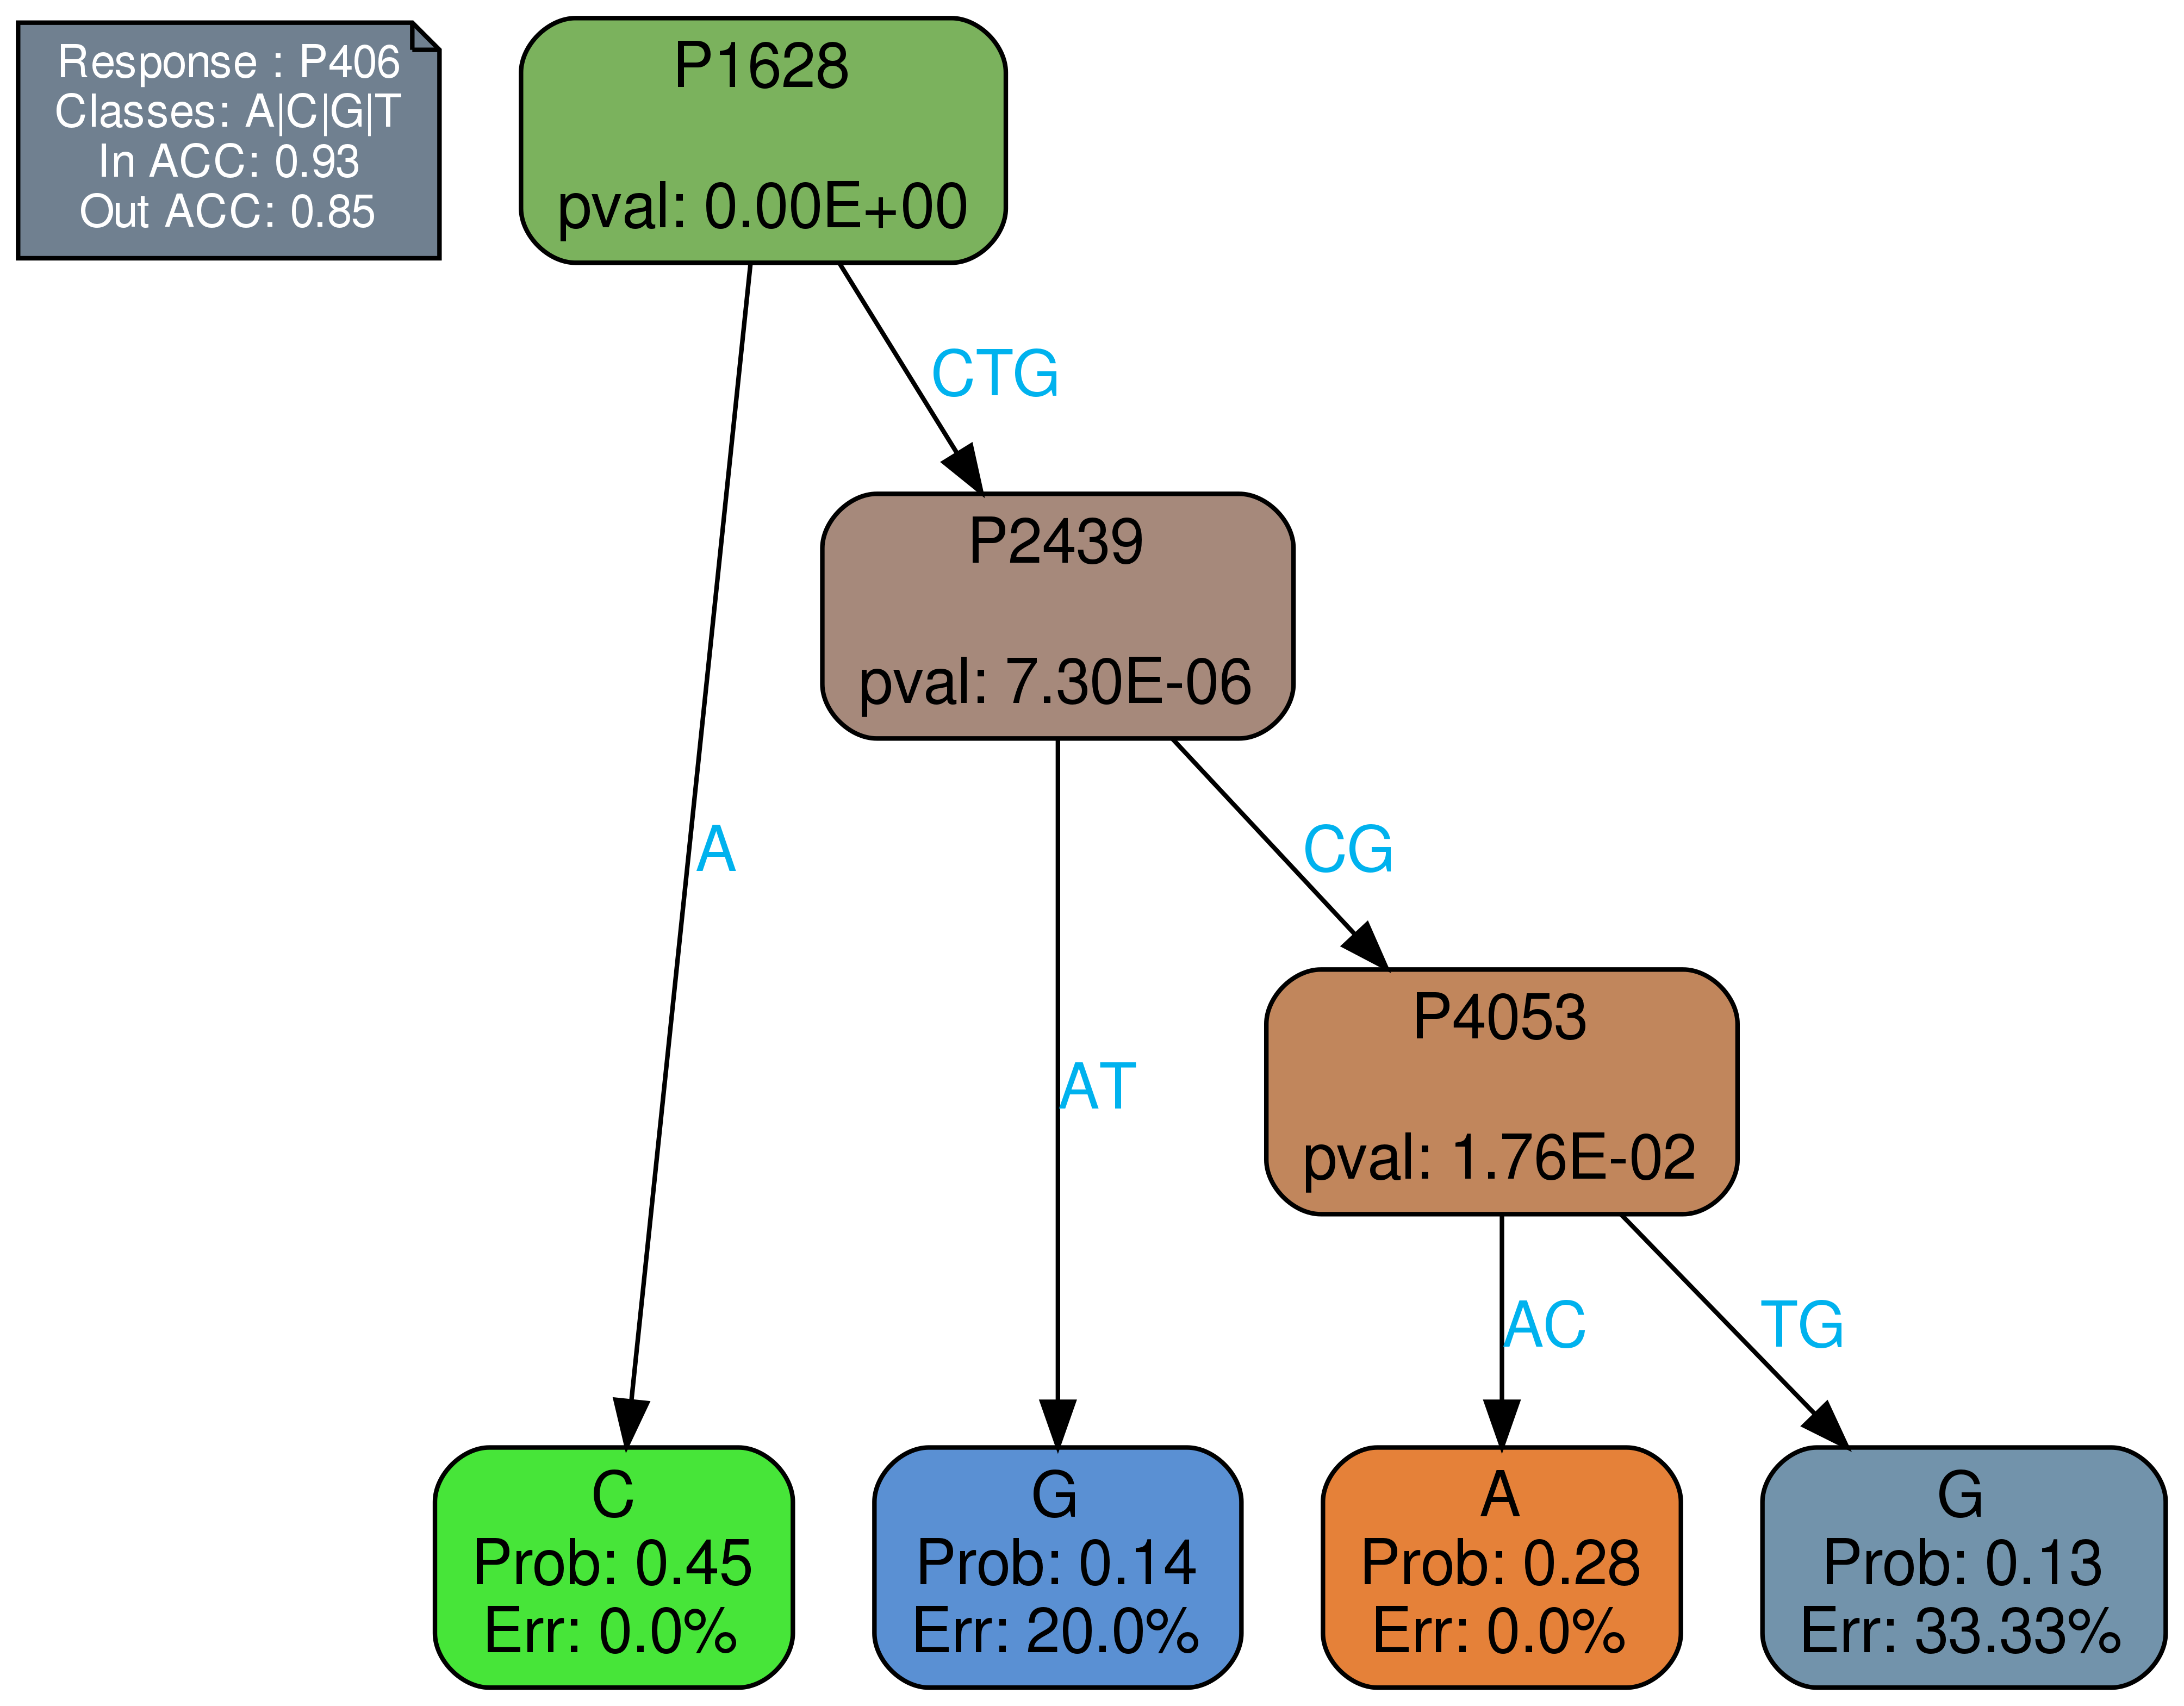 Response : P406
Classes: A|C|G|T
In ACC: 0.93
Out ACC: 0.85
P1628
pval: 0.00E+00
CTG
P2439
pval: 7.30E-06
A
CG
AT
P4053
pval: 1.76E-02
AC
TG
C
Prob: 0.45
Err: 0.0%
G
Prob: 0.14
Err: 20.0%
A
Prob: 0.28
Err: 0.0%
G
Prob: 0.13
Err: 33.33%